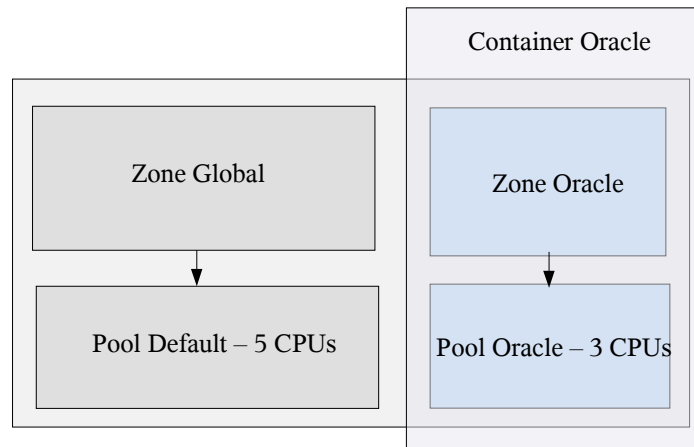 Container Oracle
Zone Global
Zone Oracle
Pool Default – 5 CPUs
Pool Oracle – 3 CPUs